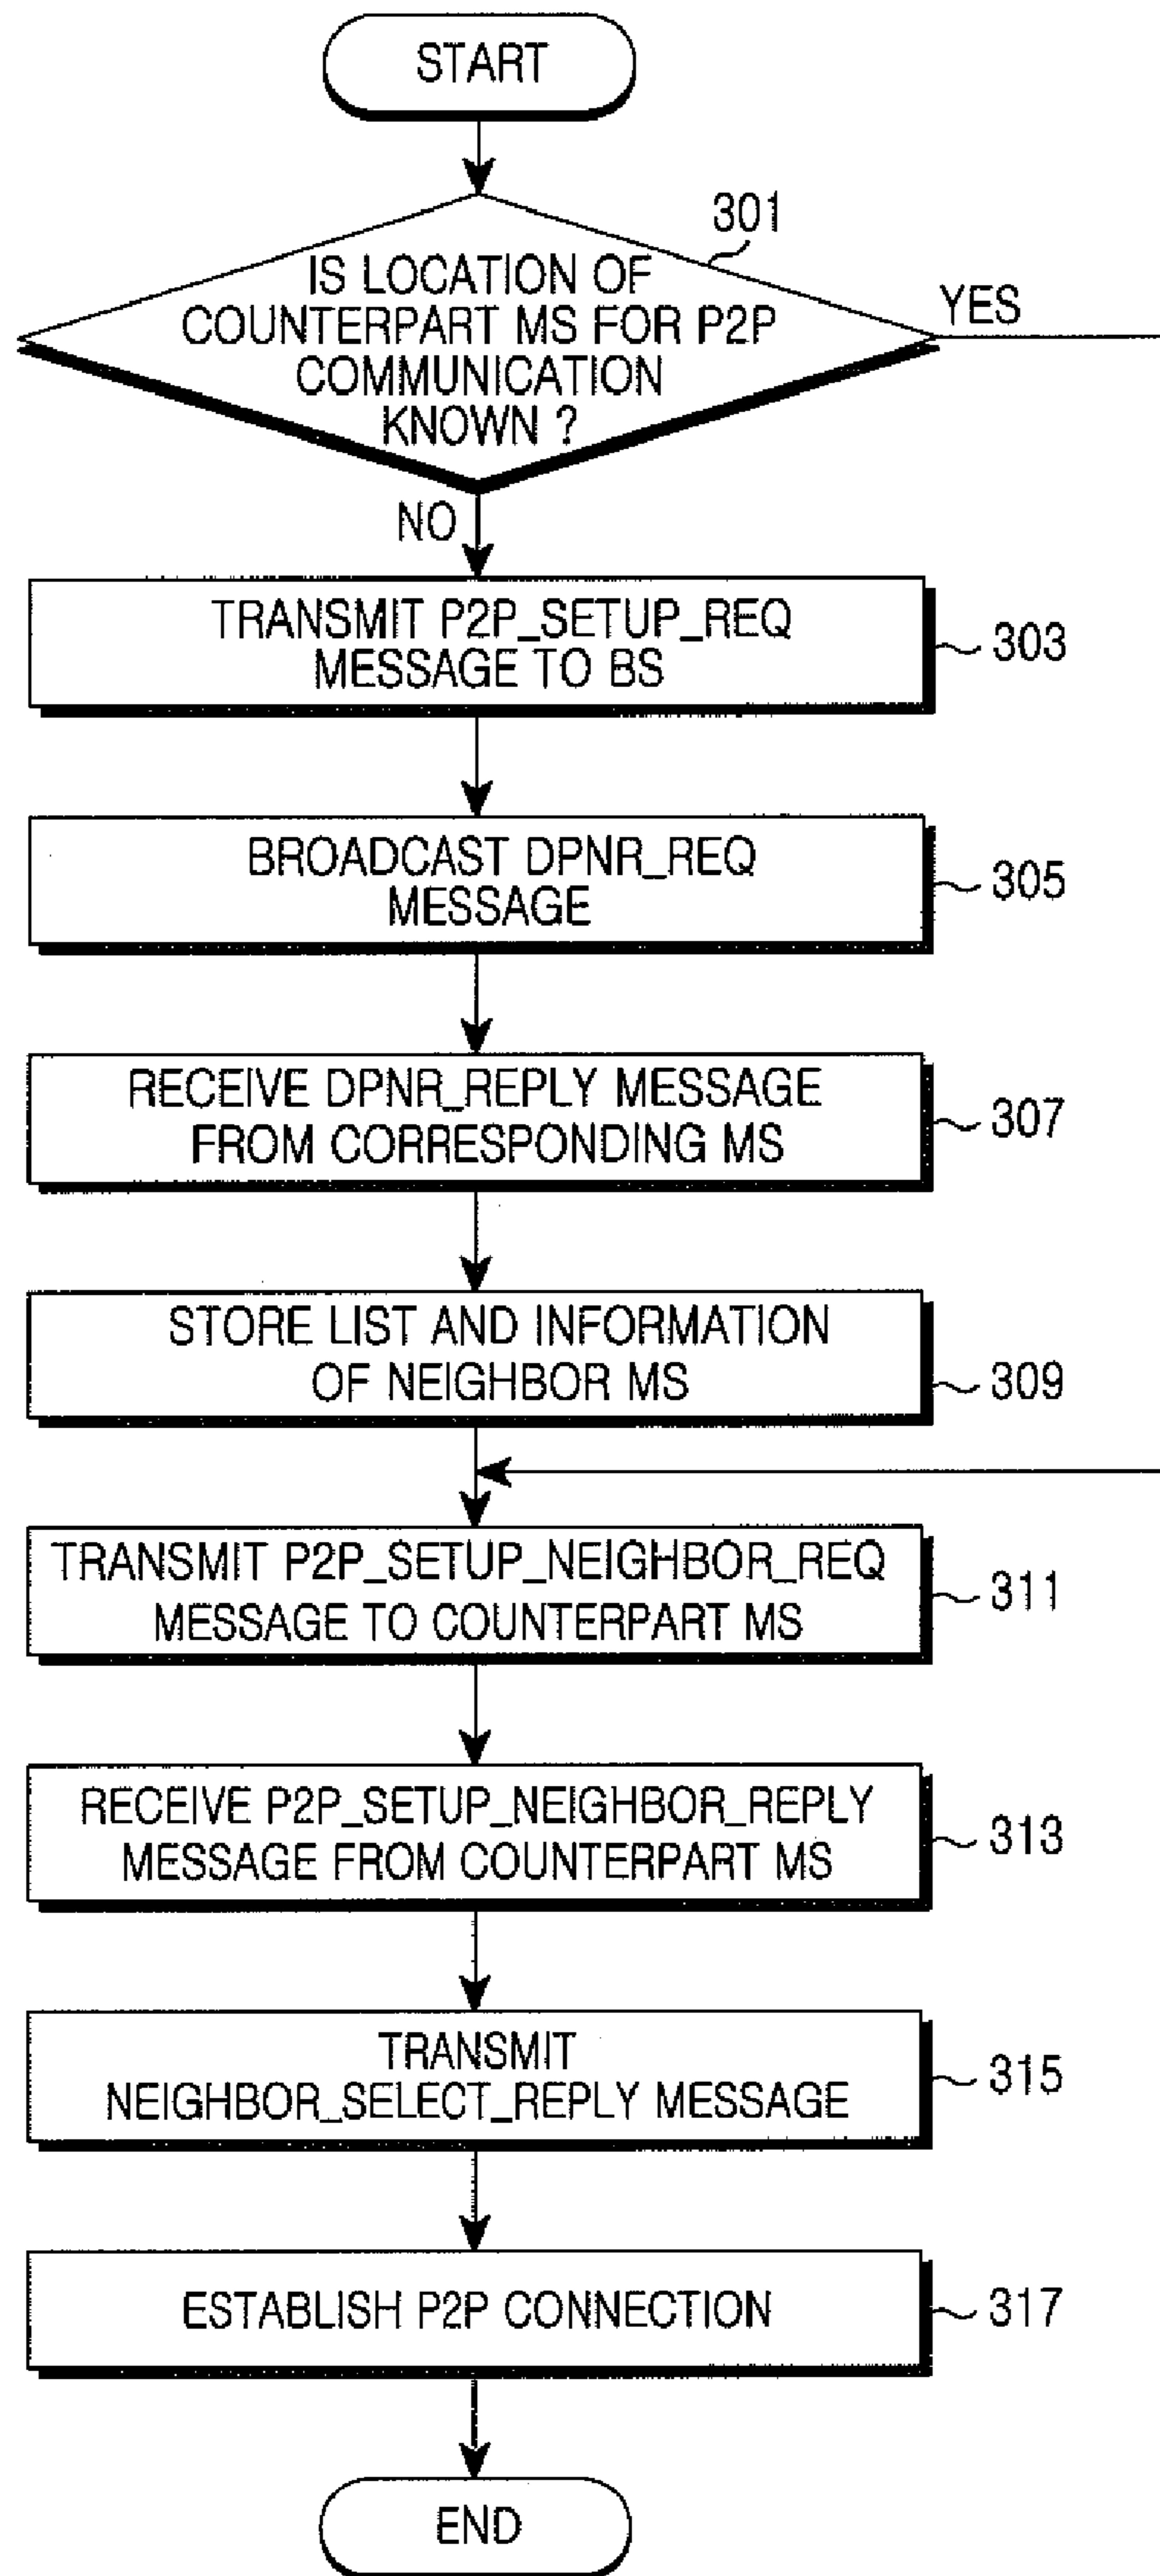 START
301
IS LOCATION OF
COUNTERPART MS FOR P2P
COMMUNICATION
KNOWN ?
YES
NO
TRANSMIT P2P_SETUP_REQ
MESSAGE TO BS
303
BROADCAST DPNR_REQ
MESSAGE
305
RECEIVE DPNR_REPLY MESSAGE
FROM CORRESPONDING MS
307
STORE LIST AND INFORMATION
OF NEIGHBOR MS
309
TRANSMIT P2P_SETUP_NEIGHBOR_REQ
MESSAGE TO COUNTERPART MS
311
RECEIVE P2P_SETUP_NEIGHBOR_REPLY
MESSAGE FROM COUNTERPART MS
313
TRANSMIT
NEIGHBOR_SELECT_REPLY MESSAGE
315
ESTABLISH P2P CONNECTION
317
END